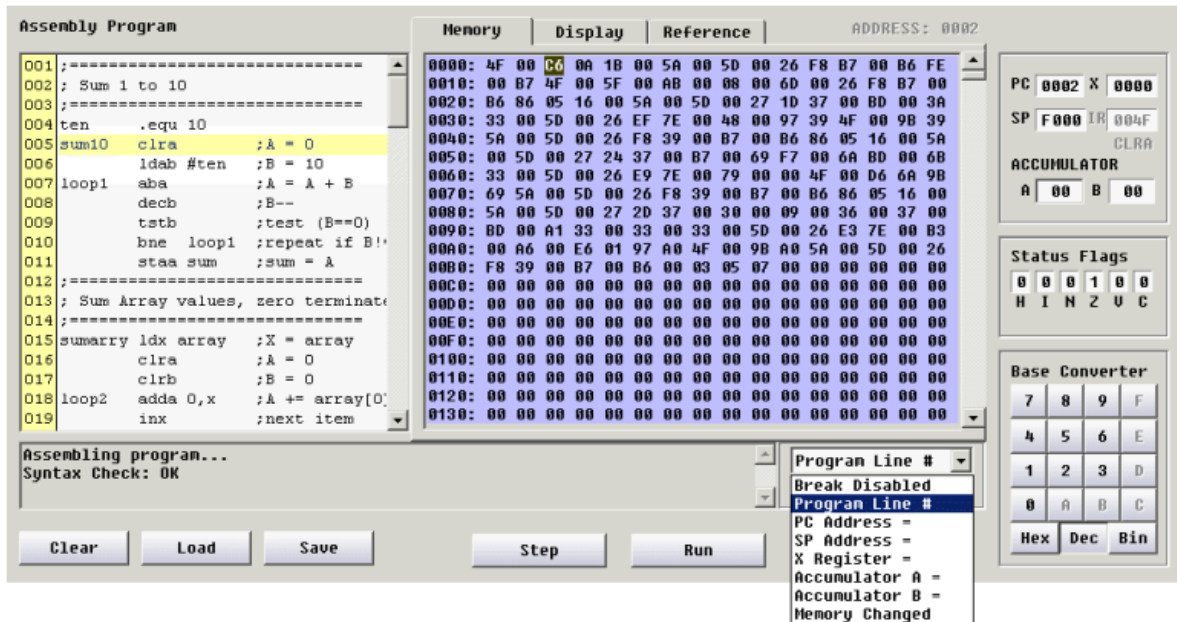 Assembly Program
001 ;================================
002 ; Sum 1 to 10
003 ;================================
004 ten .equ 10
005 sum10 clra ;A = 0
006 ldab #ten ;B = 10
007 loop1 aba ;A = A + B
008 decb ;B--
009 tstb ;test (B==0)
010 bne loop1 ;repeat if B!
011 staa sum ;sum = A
012 ;================================
013 ; Sum Array values, zero terminate
014 ;================================
015 sumarry ldx array ;X = array
016 clra ;A = 0
017 clrb ;B = 0
018 loop2 adda 0,x ;A += array[0]
019 inx ;next item
Memory Display Reference ADDRESS: 0002
0000: 4F 00 C6 0A 1B 00 5A 00 5D 00 26 F8 B7 00 B6 FE
0010: 00 B7 4F 00 5F 00 AB 00 08 00 6D 00 26 F8 B7 00
0020: B6 86 05 16 00 5A 00 5D 00 27 1D 37 00 BD 00 3A
0030: 33 00 5D 00 26 EF 7E 00 48 00 97 39 4F 00 9B 39
0040: 5A 00 5D 00 26 F8 39 00 B7 00 B6 86 05 16 00 5A
0050: 00 5D 00 27 24 37 00 B7 00 69 F7 00 6A BD 00 6B
0060: 33 00 5D 00 26 E9 7E 00 79 00 00 4F 00 D6 6A 9B
0070: 69 5A 00 5D 00 26 F8 39 00 B7 00 B6 86 05 16 00
0080: 5A 00 5D 00 27 2D 37 00 30 00 09 00 36 00 37 00
0090: BD 00 A1 33 00 33 00 33 00 5D 00 26 E3 7E 00 B3
00A0: 00 A6 00 E6 01 97 A0 4F 00 9B A0 5A 00 5D 00 26
00B0: F8 39 00 B7 00 B6 00 03 05 07 00 00 00 00 00 00
00C0: 00 00 00 00 00 00 00 00 00 00 00 00 00 00 00 00
00D0: 00 00 00 00 00 00 00 00 00 00 00 00 00 00 00 00
00E0: 00 00 00 00 00 00 00 00 00 00 00 00 00 00 00 00
00F0: 00 00 00 00 00 00 00 00 00 00 00 00 00 00 00 00
0100: 00 00 00 00 00 00 00 00 00 00 00 00 00 00 00 00
0110: 00 00 00 00 00 00 00 00 00 00 00 00 00 00 00 00
0120: 00 00 00 00 00 00 00 00 00 00 00 00 00 00 00 00
0130: 00 00 00 00 00 00 00 00 00 00 00 00 00 00 00 00
PC 0002 X 0000
SP F000 IR 004F
CLRA
ACCUMULATOR
A 00 B 00
Status Flags
0 0 0 1 0 0
H I N Z V C
Base Converter
7 8 9 F
4 5 6 E
1 2 3 D
0 A B C
Hex Dec Bin
Assembling program...
Syntax Check: OK
Program Line #
Break Disabled
Program Line #
PC Address =
SP Address =
X Register =
Accumulator A =
Accumulator B =
Memory Changed
Clear Load Save Step Run